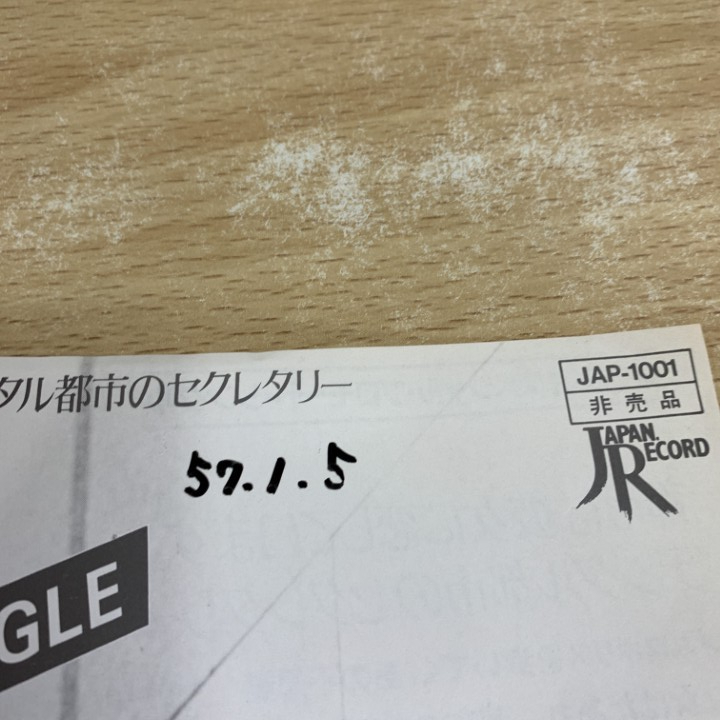 タル都市のセクレタリー
JAP-1001
非売品
JAPAN. RECORD
57.1.5
GLE